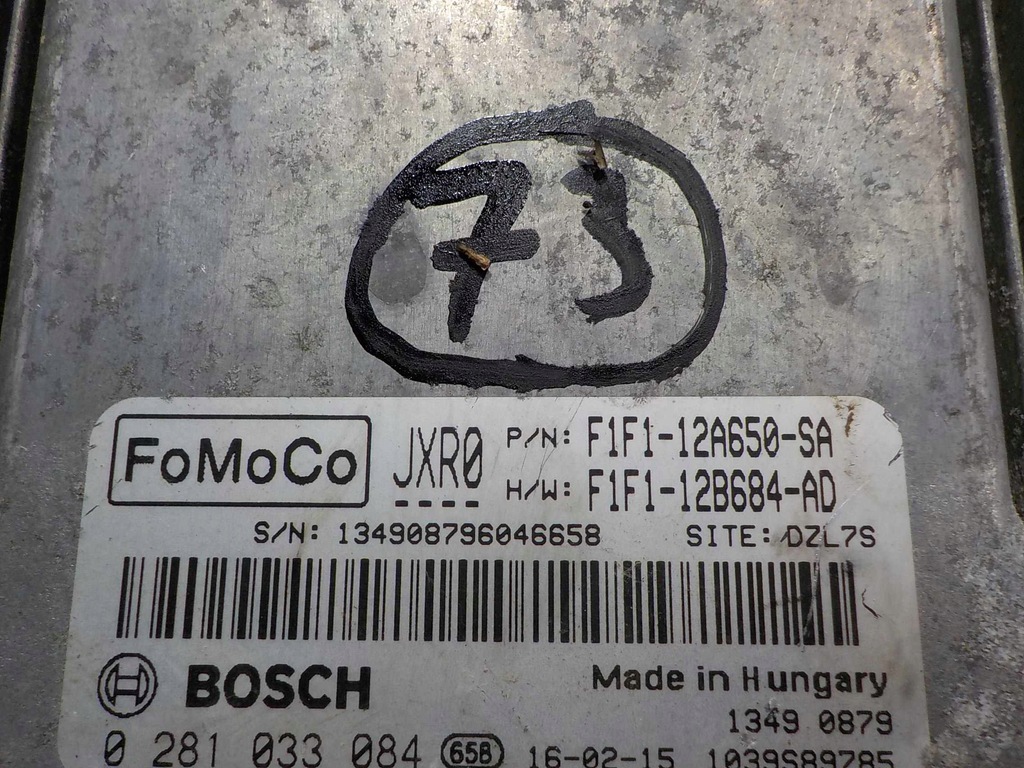 73
FoMoCo JXR0 P/N: F1F1-12A650-SA
H/W: F1F1-12B684-AD
S/N: 134908796046658 SITE: DZL7S
BOSCH Made in Hungary
1349 0879
0 281 033 084 658 16-02-15 1039S89785